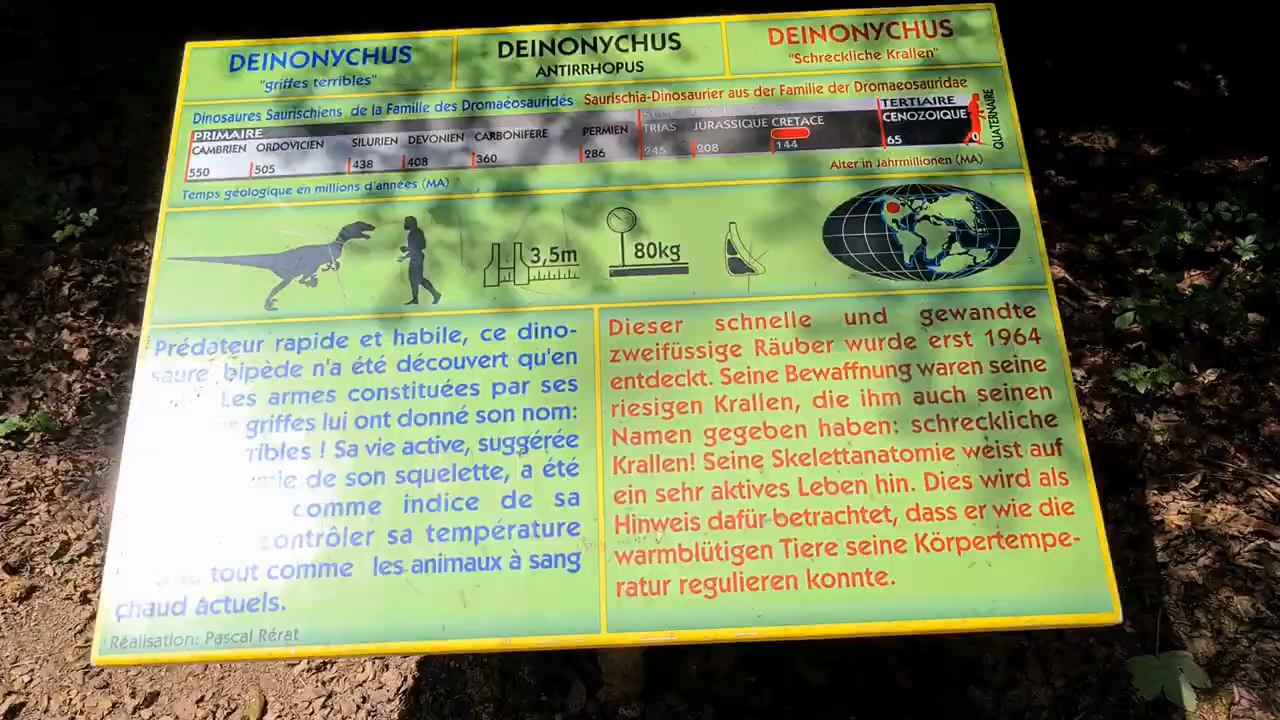 DEINONYCHUS
"griffes terribles"
DEINONYCHUS
ANTIRRHOPUS
DEINONYCHUS
"Schreckliche Krallen"
Dinosaures Saurischiens de la Famille des Dromaéosauridés
Saurischia-Dinosaurier aus der Familie der Dromaeosauridae
PRIMAIRE
TERTIAIRE
CAMBRIEN ORDOVICIEN SILURIEN DEVONIEN CARBONIFERE PERMIEN TRIAS JURASSIQUE CRETACE CENOZOIQUE
QUATERNAIRE
550 505 438 408 360 286 245 208 144 65 0
Temps géologique en millions d'années (MA)
Alter in Jahrmillionen (MA)
3,5m
80kg
Prédateur rapide et habile, ce dino-
saure bipède n'a été découvert qu'en
Les armes constituées par ses
griffes lui ont donné son nom:
! Sa vie active, suggérée
de son squelette, a été
comme indice de sa
contrôler sa température
tout comme les animaux à sang
chaud actuels.
Réalisation: Pascal Rérat
Dieser schnelle und gewandte
zweifüssige Räuber wurde erst 1964
entdeckt. Seine Bewaffnung waren seine
riesigen Krallen, die ihm auch seinen
Namen gegeben haben: schreckliche
Krallen! Seine Skelettanatomie weist auf
ein sehr aktives Leben hin. Dies wird als
Hinweis dafür betrachtet, dass er wie die
warmblütigen Tiere seine Körpertempe-
ratur regulieren konnte.